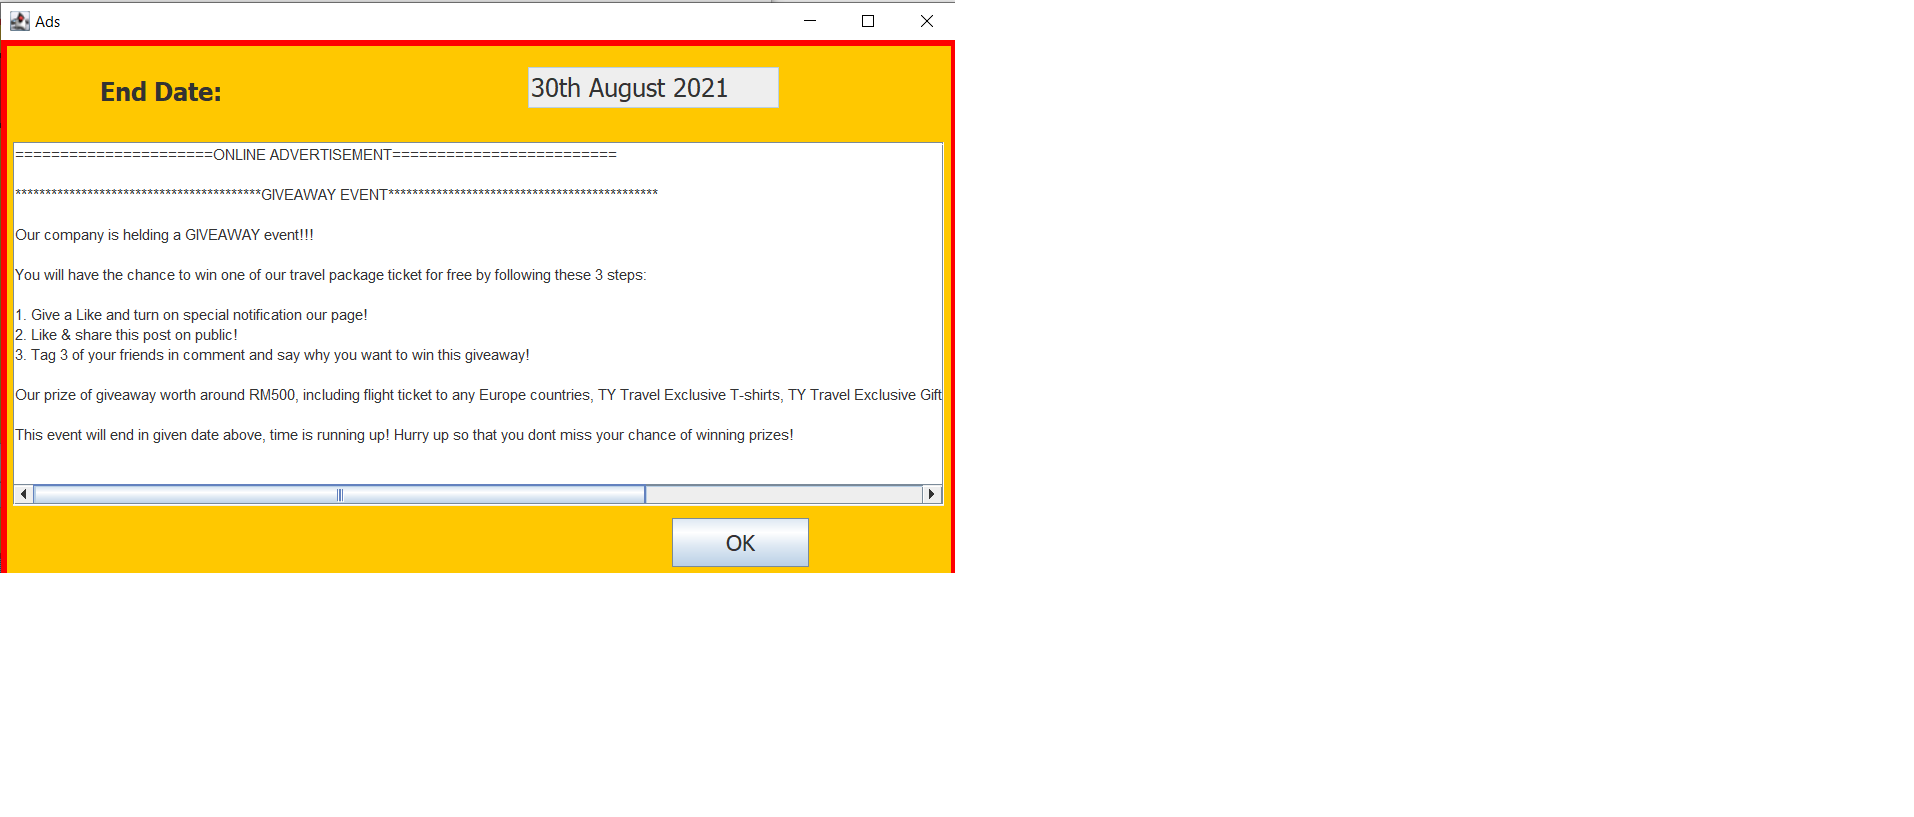 Ads
End Date: 30th August 2021
======================ONLINE ADVERTISEMENT=========================
*****************************************GIVEAWAY EVENT*********************************************
Our company is helding a GIVEAWAY event!!!
You will have the chance to win one of our travel package ticket for free by following these 3 steps:
1. Give a Like and turn on special notification our page!
2. Like & share this post on public!
3. Tag 3 of your friends in comment and say why you want to win this giveaway!
Our prize of giveaway worth around RM500, including flight ticket to any Europe countries, TY Travel Exclusive T-shirts, TY Travel Exclusive Gift
This event will end in given date above, time is running up! Hurry up so that you dont miss your chance of winning prizes!
OK